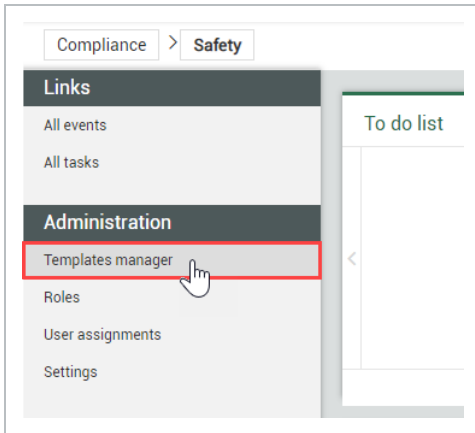 Compliance > Safety
Links
All events
All tasks
To do list
Administration
Templates manager
Roles
User assignments
Settings